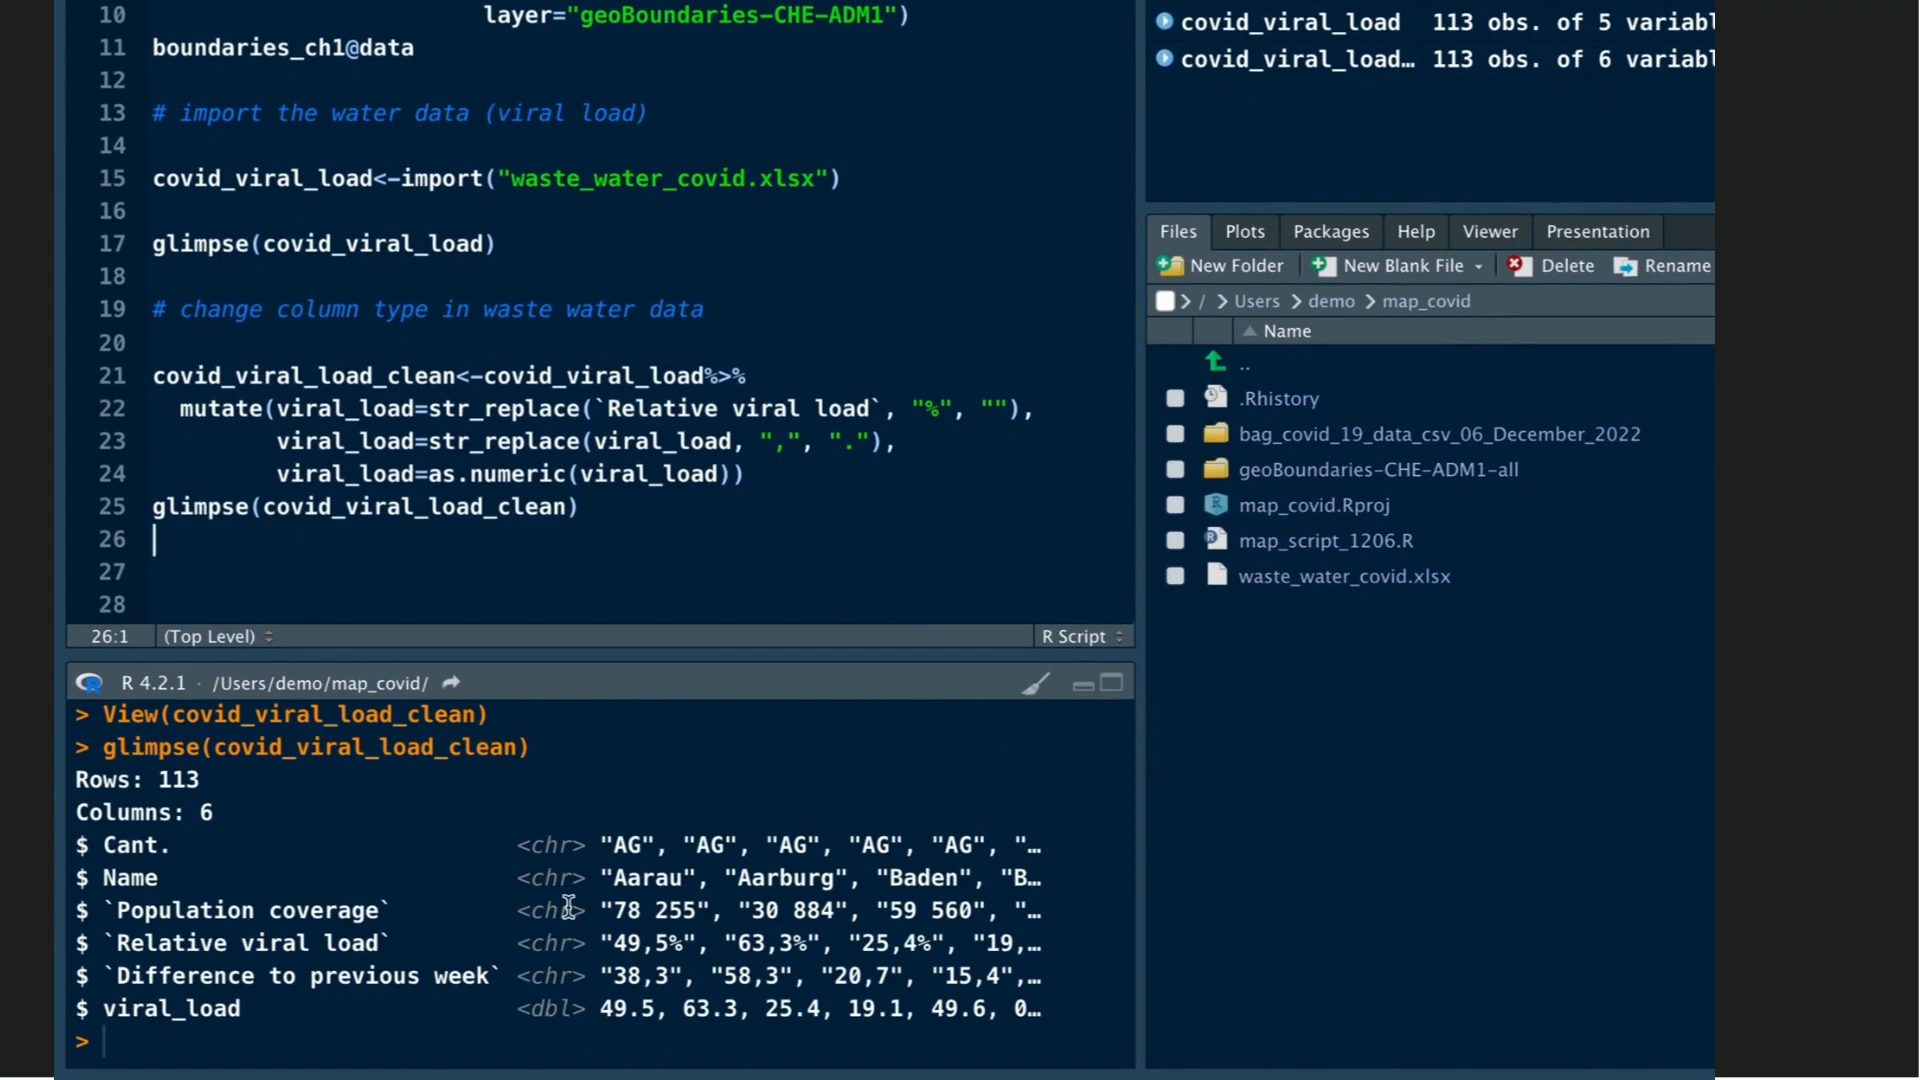 10 layer="geoBoundaries-CHE-ADM1")
11 boundaries_ch1@data
12
13 # import the water data (viral load)
14
15 covid_viral_load<-import("waste_water_covid.xlsx")
16
17 glimpse(covid_viral_load)
18
19 # change column type in waste water data
20
21 covid_viral_load_clean<-covid_viral_load%>%
22 mutate(viral_load=str_replace(`Relative viral load`, "%", ""),
23 viral_load=str_replace(viral_load, ",", "."),
24 viral_load=as.numeric(viral_load))
25 glimpse(covid_viral_load_clean)
26
27
28
26:1 (Top Level) R Script
R 4.2.1 · /Users/demo/map_covid/
> View(covid_viral_load_clean)
> glimpse(covid_viral_load_clean)
Rows: 113
Columns: 6
$ Cant. <chr> "AG", "AG", "AG", "AG", "AG", "…
$ Name <chr> "Aarau", "Aarburg", "Baden", "B…
$ `Population coverage` <chr> "78 255", "30 884", "59 560", "…
$ `Relative viral load` <chr> "49,5%", "63,3%", "25,4%", "19,…
$ `Difference to previous week` <chr> "38,3", "58,3", "20,7", "15,4",…
$ viral_load <dbl> 49.5, 63.3, 25.4, 19.1, 49.6, 0…
>
covid_viral_load 113 obs. of 5 variabl
covid_viral_load… 113 obs. of 6 variabl
Files Plots Packages Help Viewer Presentation
New Folder New Blank File Delete Rename
/ Users demo map_covid
Name
..
.Rhistory
bag_covid_19_data_csv_06_December_2022
geoBoundaries-CHE-ADM1-all
map_covid.Rproj
map_script_1206.R
waste_water_covid.xlsx